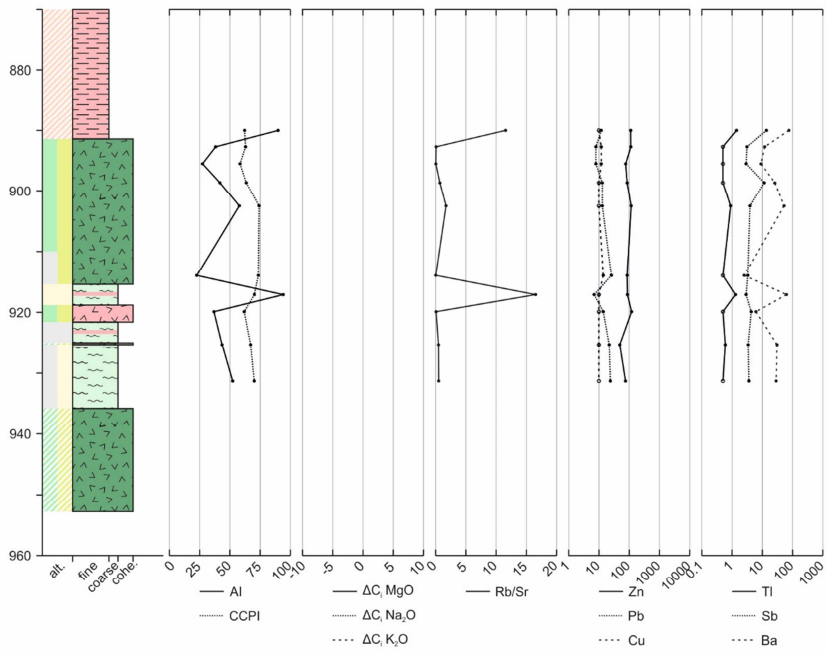 880
900
920
940
960
alt. fine coarse cohe.
0 25 50 75 100
-10 -5 0 5 10
0 5 10 15 20
1 10 100 1000 10000
0.1 1 10 100 1000
AI
CCPI
ΔCᵢ MgO
ΔCᵢ Na₂O
ΔCᵢ K₂O
Rb/Sr
Zn
Pb
Cu
Tl
Sb
Ba